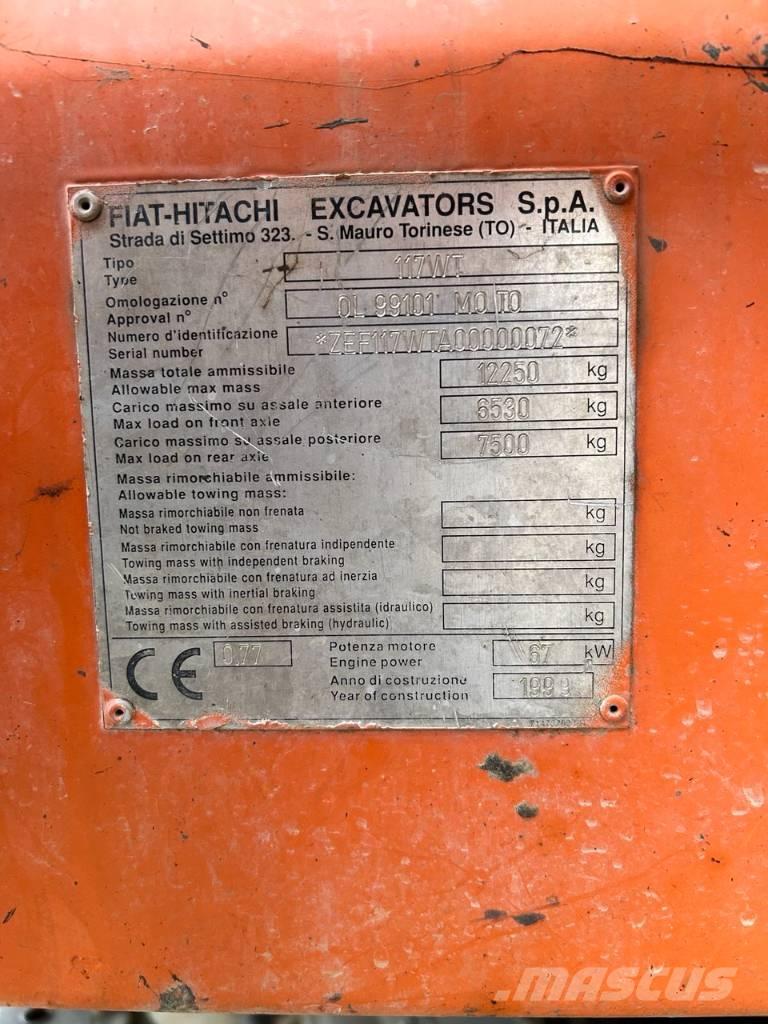 FIAT-HITACHI EXCAVATORS S.p.A.
Strada di Settimo 323. - S. Mauro Torinese (TO) - ITALIA
Tipo
Type 117WT
Omologazione n°
Approval n° OL 99101 MO TO
Numero d'identificazione
Serial number *ZEF117WTA00000072*
Massa totale ammissibile
Allowable max mass 12250 kg
Carico massimo su assale anteriore
Max load on front axle 6530 kg
Carico massimo su assale posteriore
Max load on rear axle 7500 kg
Massa rimorchiabile ammissibile:
Allowable towing mass:
Massa rimorchiabile non frenata
Not braked towing mass kg
Massa rimorchiabile con frenatura indipendente
Towing mass with independent braking kg
Massa rimorchiabile con frenatura ad inerzia
Towing mass with inertial braking kg
Massa rimorchiabile con frenatura assistita (idraulico)
Towing mass with assisted braking (hydraulic) kg
CE 0.77
Potenza motore
Engine power 67 kW
Anno di costruzione
Year of construction 1999
mascus